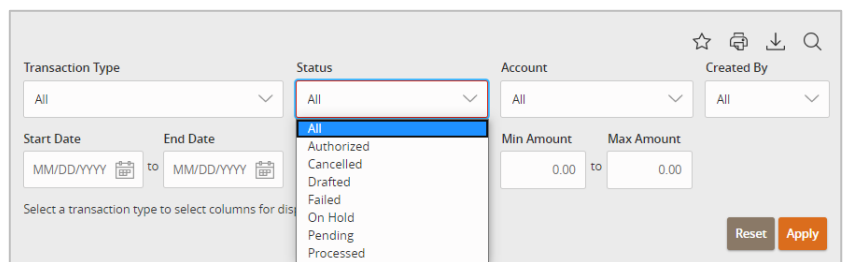 Transaction Type
Status
Account
Created By
All
All
All
All
Start Date
End Date
Min Amount
Max Amount
MM/DD/YYYY to MM/DD/YYYY
0.00 to 0.00
Select a transaction type to select columns for dis
All
Authorized
Cancelled
Drafted
Failed
On Hold
Pending
Processed
Reset
Apply